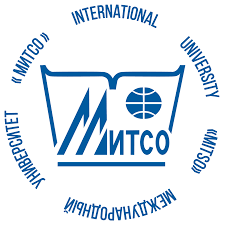 INTERNATIONAL
UNIVERSITY
"MITSO"
МЕЖДУНАРОДНЫЙ
УНИВЕРСИТЕТ
«МИТСО»
МИТСО